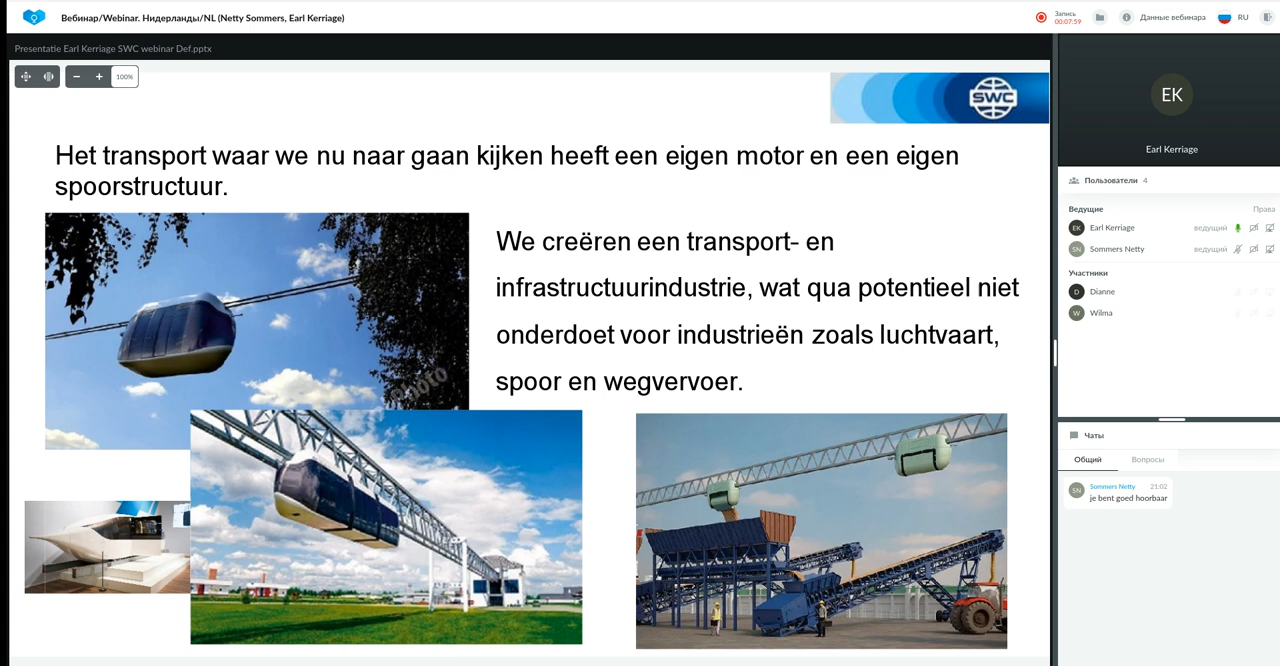 Вебинар/Webinar. Нидерланды/NL (Netty Sommers, Earl Kerriage)
Запись
00:07:59
Данные вебинара
RU
Presentatie Earl Kerriage SWC webinar Def.pptx
100%
SWC
Het transport waar we nu naar gaan kijken heeft een eigen motor en een eigen
spoorstructuur.
We creëren een transport- en
infrastructuurindustrie, wat qua potentieel niet
onderdoet voor industrieën zoals luchtvaart,
spoor en wegvervoer.
Photo
EK
Earl Kerriage
Пользователи 4
Ведущие Права
EK Earl Kerriage ведущий
SN Sommers Netty ведущий
Участники
D Dianne
W Wilma
Чаты
Общий Вопросы
SN Sommers Netty 21:02
je bent goed hoorbaar